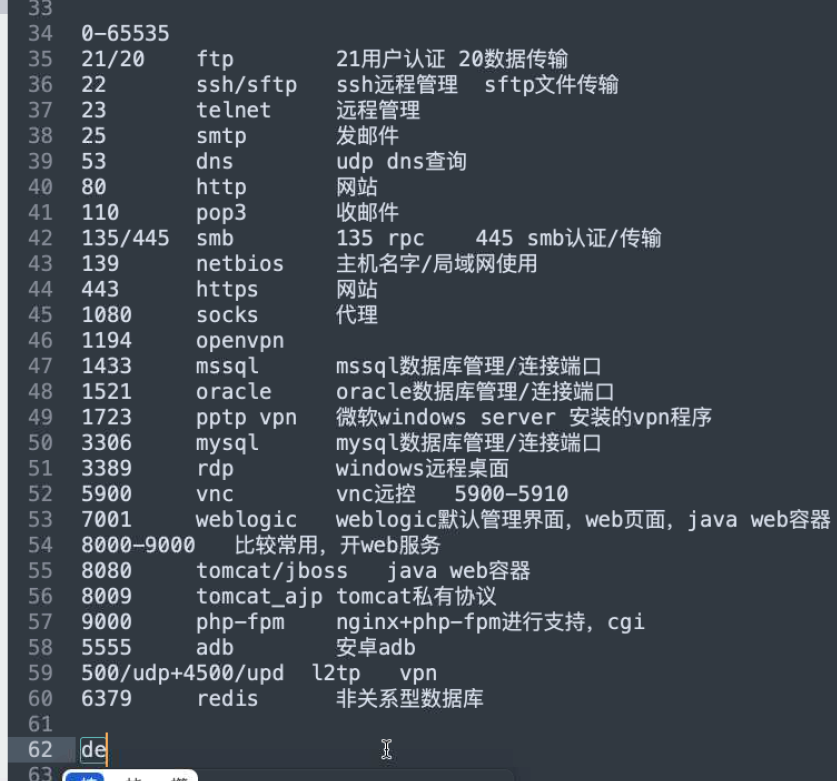 33
34 0-65535
35 21/20 ftp 21用户认证 20数据传输
36 22 ssh/sftp ssh远程管理 sftp文件传输
37 23 telnet 远程管理
38 25 smtp 发邮件
39 53 dns udp dns查询
40 80 http 网站
41 110 pop3 收邮件
42 135/445 smb 135 rpc 445 smb认证/传输
43 139 netbios 主机名字/局域网使用
44 443 https 网站
45 1080 socks 代理
46 1194 openvpn
47 1433 mssql mssql数据库管理/连接端口
48 1521 oracle oracle数据库管理/连接端口
49 1723 pptp vpn 微软windows server 安装的vpn程序
50 3306 mysql mysql数据库管理/连接端口
51 3389 rdp windows远程桌面
52 5900 vnc vnc远控 5900-5910
53 7001 weblogic weblogic默认管理界面，web页面，java web容器
54 8000-9000 比较常用，开web服务
55 8080 tomcat/jboss java web容器
56 8009 tomcat_ajp tomcat私有协议
57 9000 php-fpm nginx+php-fpm进行支持，cgi
58 5555 adb 安卓adb
59 500/udp+4500/upd l2tp vpn
60 6379 redis 非关系型数据库
61
62 de
63